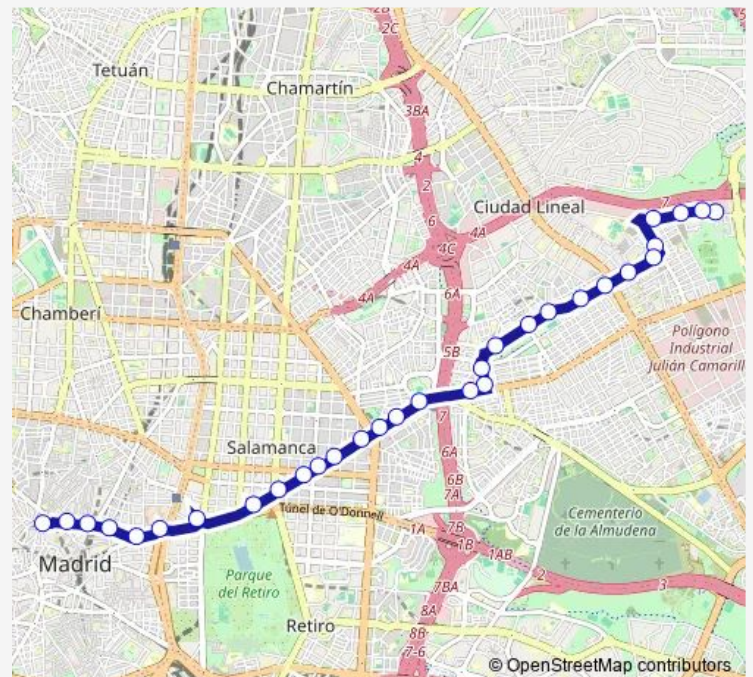 2B
2C
Tetuán
Chamartín
3BA
4
2
7
Ciudad Lineal
6
4A
4C
4A
4A
6A
Chamberí
5B
Polígono
Industrial
Julián Camarill
7
Salamanca
6A
6B
7A
Túnel de O'Donnell
1A
7B
1B
1AB
Cementerio
de la Almudena
Madrid
2
3
Parque
del Retiro
7BA
8A
Retiro
8B
7-6
© OpenStreetMap contributors